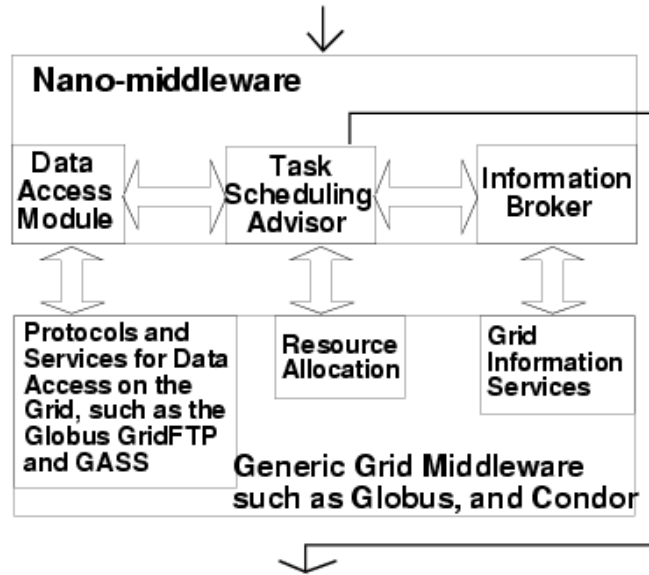 Nano-middleware
Data
Access
Module
Task
Scheduling
Advisor
Information
Broker
Protocols and
Services for Data
Access on the
Grid, such as the
Globus GridFTP
and GASS
Resource
Allocation
Grid
Information
Services
Generic Grid Middleware
such as Globus, and Condor